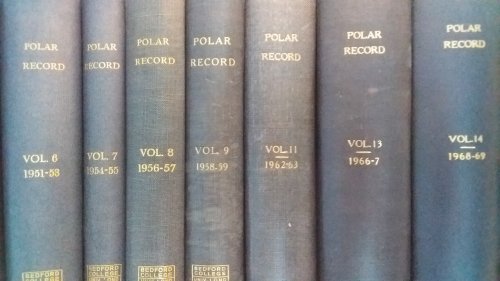 POLAR
RECORD
VOL. 6
1951-53
BEDFORD
COLLEGE
POLAR
RECORD
VOL. 7
1954-55
BEDFORD
COLLEGE
POLAR
RECORD
VOL. 8
1956-57
BEDFORD
COLLEGE
POLAR
RECORD
VOL. 9
1958-59
BEDFORD
COLLEGE
POLAR
RECORD
VOL. 11
1962-63
POLAR
RECORD
VOL. 13
1966-7
POLAR
RECORD
VOL. 14
1968-69